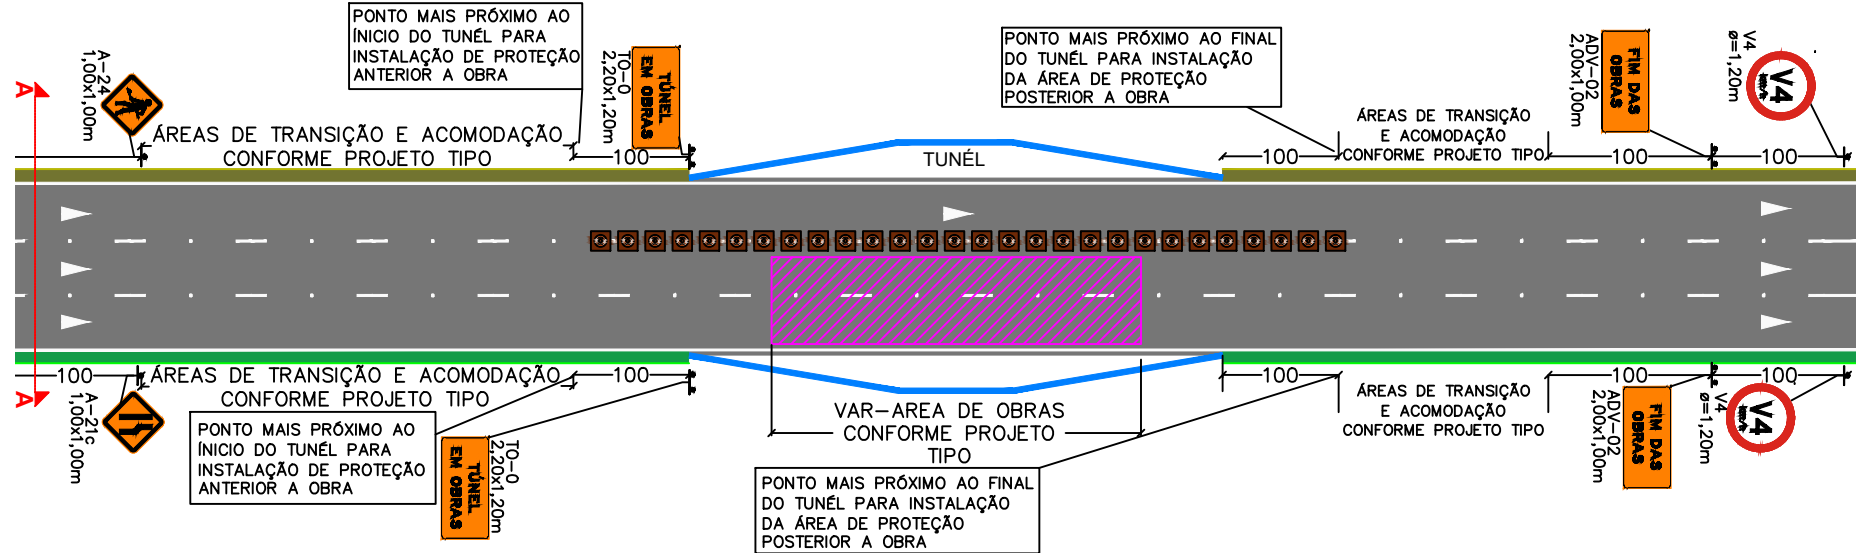 PONTO MAIS PRÓXIMO AO
ÍNICIO DO TUNÉL PARA
INSTALAÇÃO DE PROTEÇÃO
ANTERIOR A OBRA
A-24
1,00x1,00m
TÚNEL
EM OBRAS
TO-0
2,20x1,20m
PONTO MAIS PRÓXIMO AO FINAL
DO TUNÉL PARA INSTALAÇÃO
DA ÁREA DE PROTEÇÃO
POSTERIOR A OBRA
FIM DAS
OBRAS
ADV-02
2,00x1,00m
V4
ø=1,20m
V4
km/h
A
ÁREAS DE TRANSIÇÃO E ACOMODAÇÃO
CONFORME PROJETO TIPO
100
TUNÉL
100
ÁREAS DE TRANSIÇÃO
E ACOMODAÇÃO
CONFORME PROJETO TIPO
100
100
A
100
ÁREAS DE TRANSIÇÃO E ACOMODAÇÃO
CONFORME PROJETO TIPO
100
A-21c
1,00x1,00m
PONTO MAIS PRÓXIMO AO
ÍNICIO DO TUNÉL PARA
INSTALAÇÃO DE PROTEÇÃO
ANTERIOR A OBRA
TÚNEL
EM OBRAS
TO-0
2,20x1,20m
VAR-AREA DE OBRAS
CONFORME PROJETO
TIPO
PONTO MAIS PRÓXIMO AO FINAL
DO TUNÉL PARA INSTALAÇÃO
DA ÁREA DE PROTEÇÃO
POSTERIOR A OBRA
100
ÁREAS DE TRANSIÇÃO
E ACOMODAÇÃO
CONFORME PROJETO TIPO
100
100
FIM DAS
OBRAS
ADV-02
2,00x1,00m
V4
ø=1,20m
V4
km/h